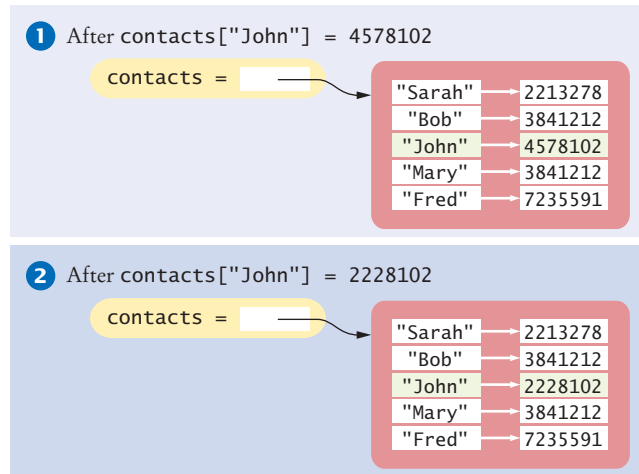 1 After contacts["John"] = 4578102
contacts =
"Sarah" 2213278
"Bob" 3841212
"John" 4578102
"Mary" 3841212
"Fred" 7235591
2 After contacts["John"] = 2228102
contacts =
"Sarah" 2213278
"Bob" 3841212
"John" 2228102
"Mary" 3841212
"Fred" 7235591